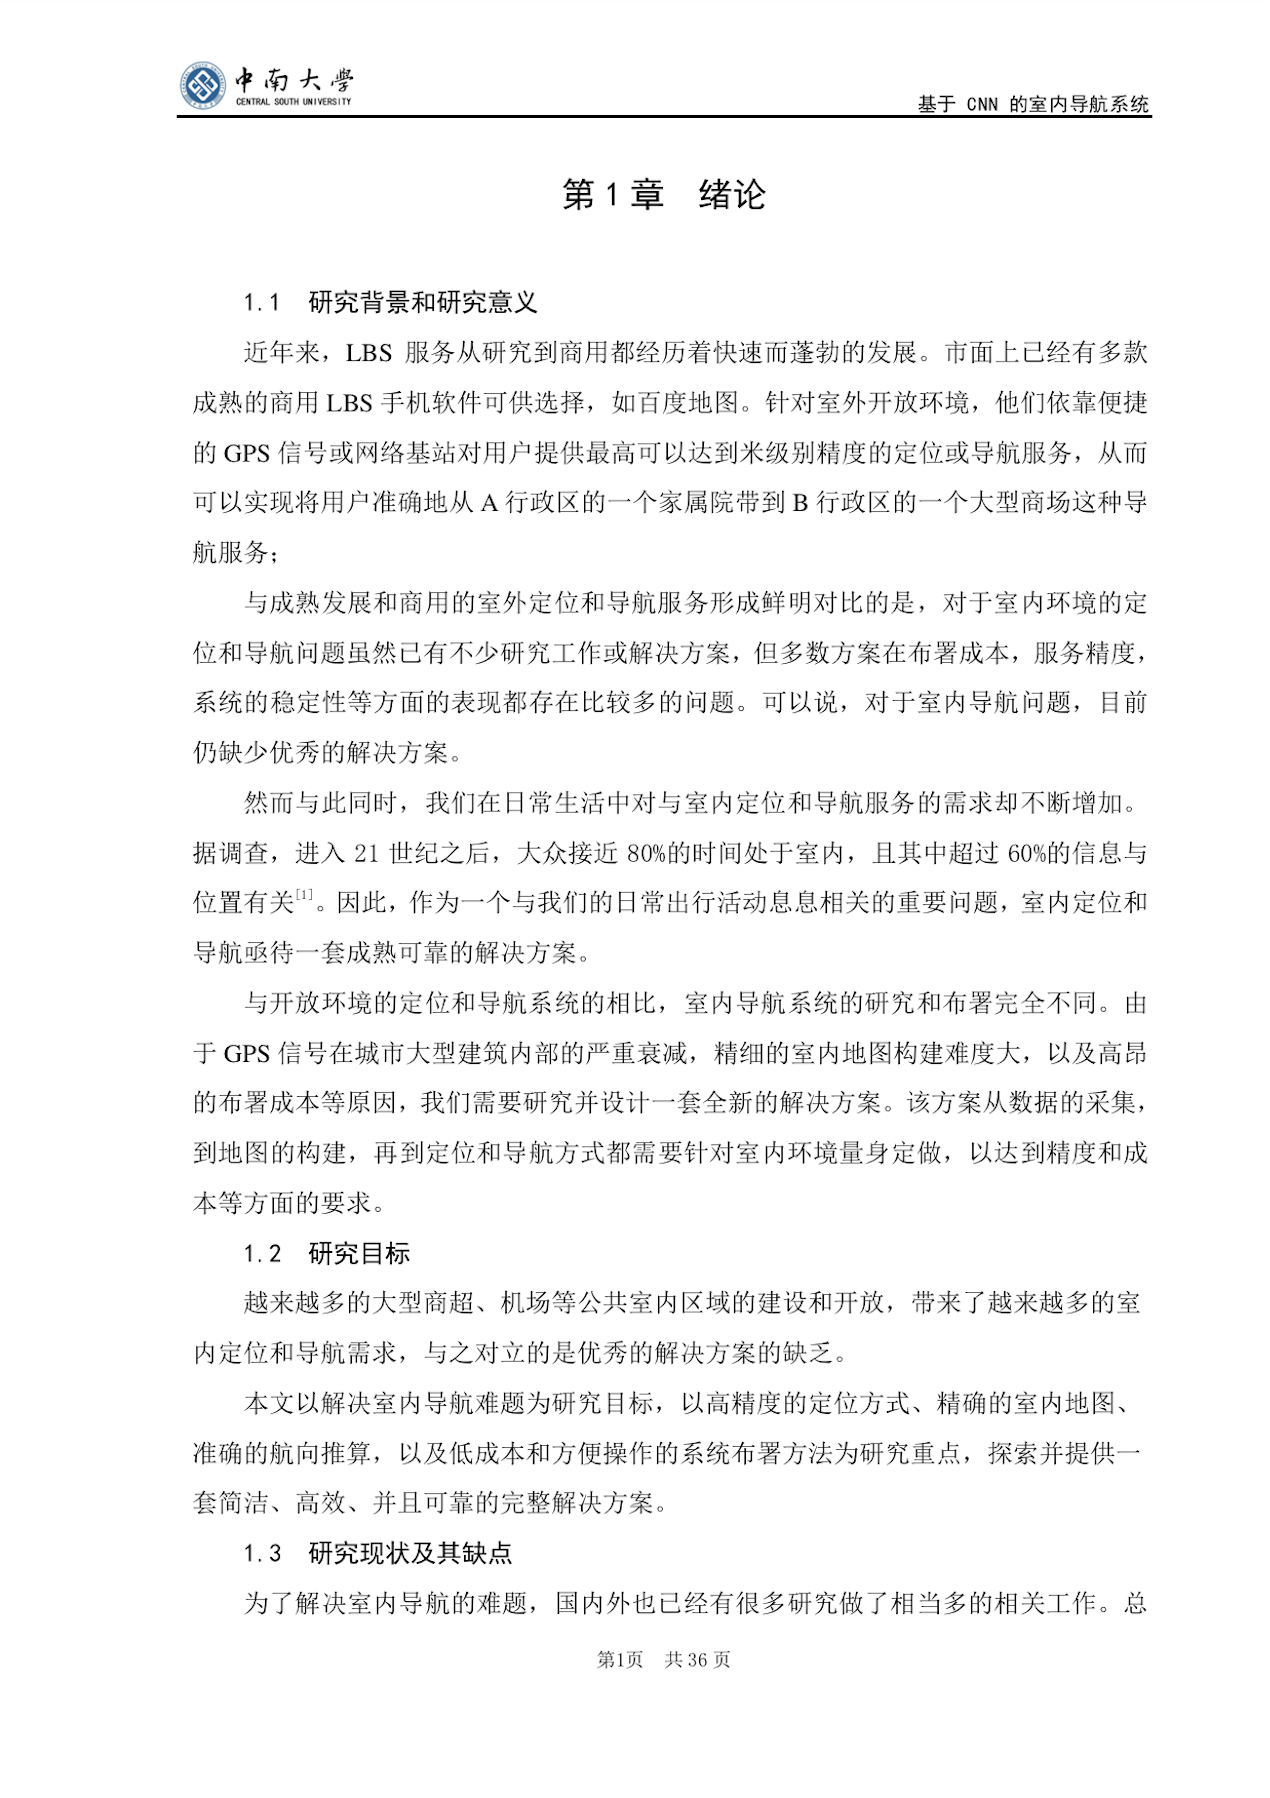 中南大学
CENTRAL SOUTH UNIVERSITY
基于 CNN 的室内导航系统
第 1 章 绪论
1.1 研究背景和研究意义
近年来，LBS 服务从研究到商用都经历着快速而蓬勃的发展。市面上已经有多款
成熟的商用 LBS 手机软件可供选择，如百度地图。针对室外开放环境，他们依靠便捷
的 GPS 信号或网络基站对用户提供最高可以达到米级别精度的定位或导航服务，从而
可以实现将用户准确地从 A 行政区的一个家属院带到 B 行政区的一个大型商场这种导
航服务；
与成熟发展和商用的室外定位和导航服务形成鲜明对比的是，对于室内环境的定
位和导航问题虽然已有不少研究工作或解决方案，但多数方案在布署成本，服务精度，
系统的稳定性等方面的表现都存在比较多的问题。可以说，对于室内导航问题，目前
仍缺少优秀的解决方案。
然而与此同时，我们在日常生活中对与室内定位和导航服务的需求却不断增加。
据调查，进入 21 世纪之后，大众接近 80%的时间处于室内，且其中超过 60%的信息与
位置有关[1]。因此，作为一个与我们的日常出行活动息息相关的重要问题，室内定位和
导航亟待一套成熟可靠的解决方案。
与开放环境的定位和导航系统的相比，室内导航系统的研究和布署完全不同。由
于 GPS 信号在城市大型建筑内部的严重衰减，精细的室内地图构建难度大，以及高昂
的布署成本等原因，我们需要研究并设计一套全新的解决方案。该方案从数据的采集，
到地图的构建，再到定位和导航方式都需要针对室内环境量身定做，以达到精度和成
本等方面的要求。
1.2 研究目标
越来越多的大型商超、机场等公共室内区域的建设和开放，带来了越来越多的室
内定位和导航需求，与之对立的是优秀的解决方案的缺乏。
本文以解决室内导航难题为研究目标，以高精度的定位方式、精确的室内地图、
准确的航向推算，以及低成本和方便操作的系统布署方法为研究重点，探索并提供一
套简洁、高效、并且可靠的完整解决方案。
1.3 研究现状及其缺点
为了解决室内导航的难题，国内外也已经有很多研究做了相当多的相关工作。总
第1页 共 36 页